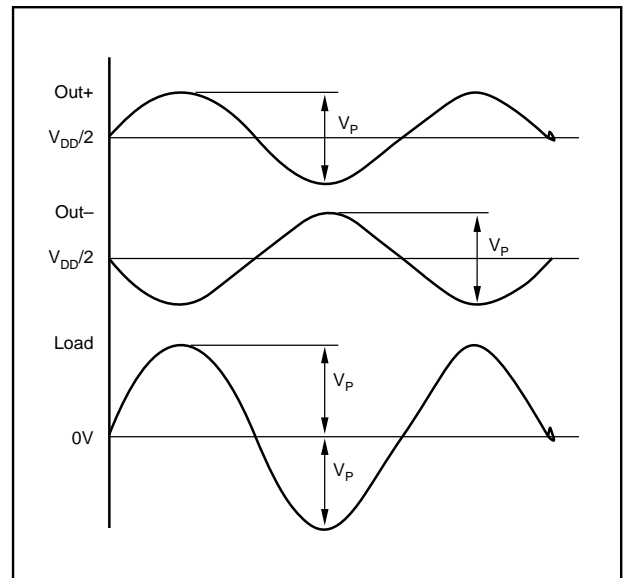 Out+
V_P
V_DD/2
Out–
V_P
V_DD/2
Load
V_P
0V
V_P